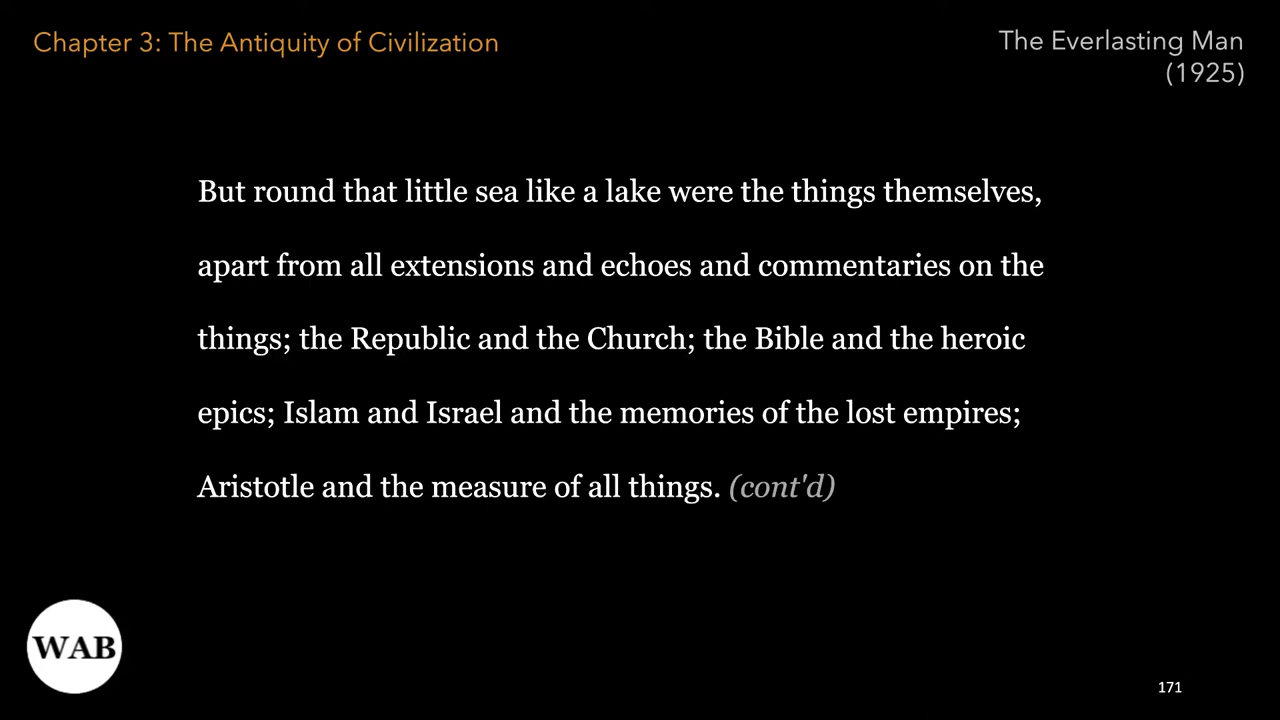 Chapter 3: The Antiquity of Civilization
The Everlasting Man
(1925)
But round that little sea like a lake were the things themselves,
apart from all extensions and echoes and commentaries on the
things; the Republic and the Church; the Bible and the heroic
epics; Islam and Israel and the memories of the lost empires;
Aristotle and the measure of all things. (cont'd)
WAB
171